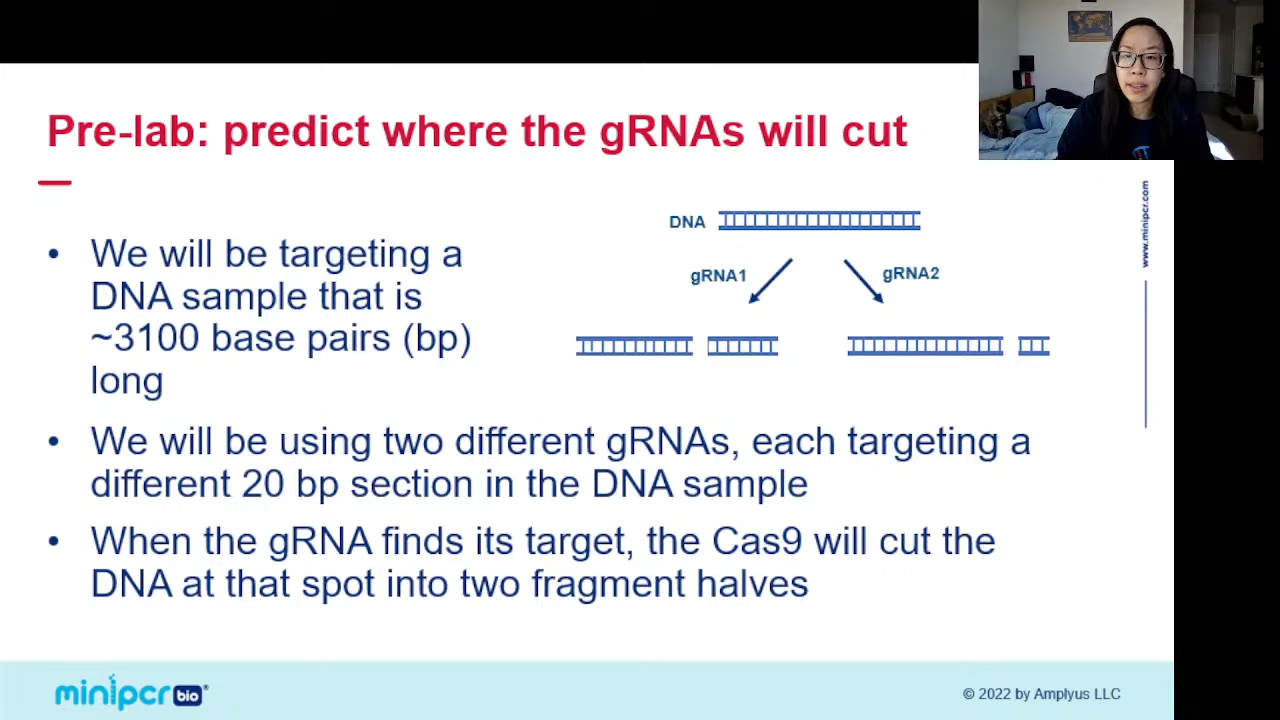 Pre-lab: predict where the gRNAs will cut
• We will be targeting a
DNA sample that is
~3100 base pairs (bp)
long
DNA
gRNA1
gRNA2
• We will be using two different gRNAs, each targeting a
different 20 bp section in the DNA sample
• When the gRNA finds its target, the Cas9 will cut the
DNA at that spot into two fragment halves
www.minipcr.com
minipcr bio®
© 2022 by Amplyus LLC